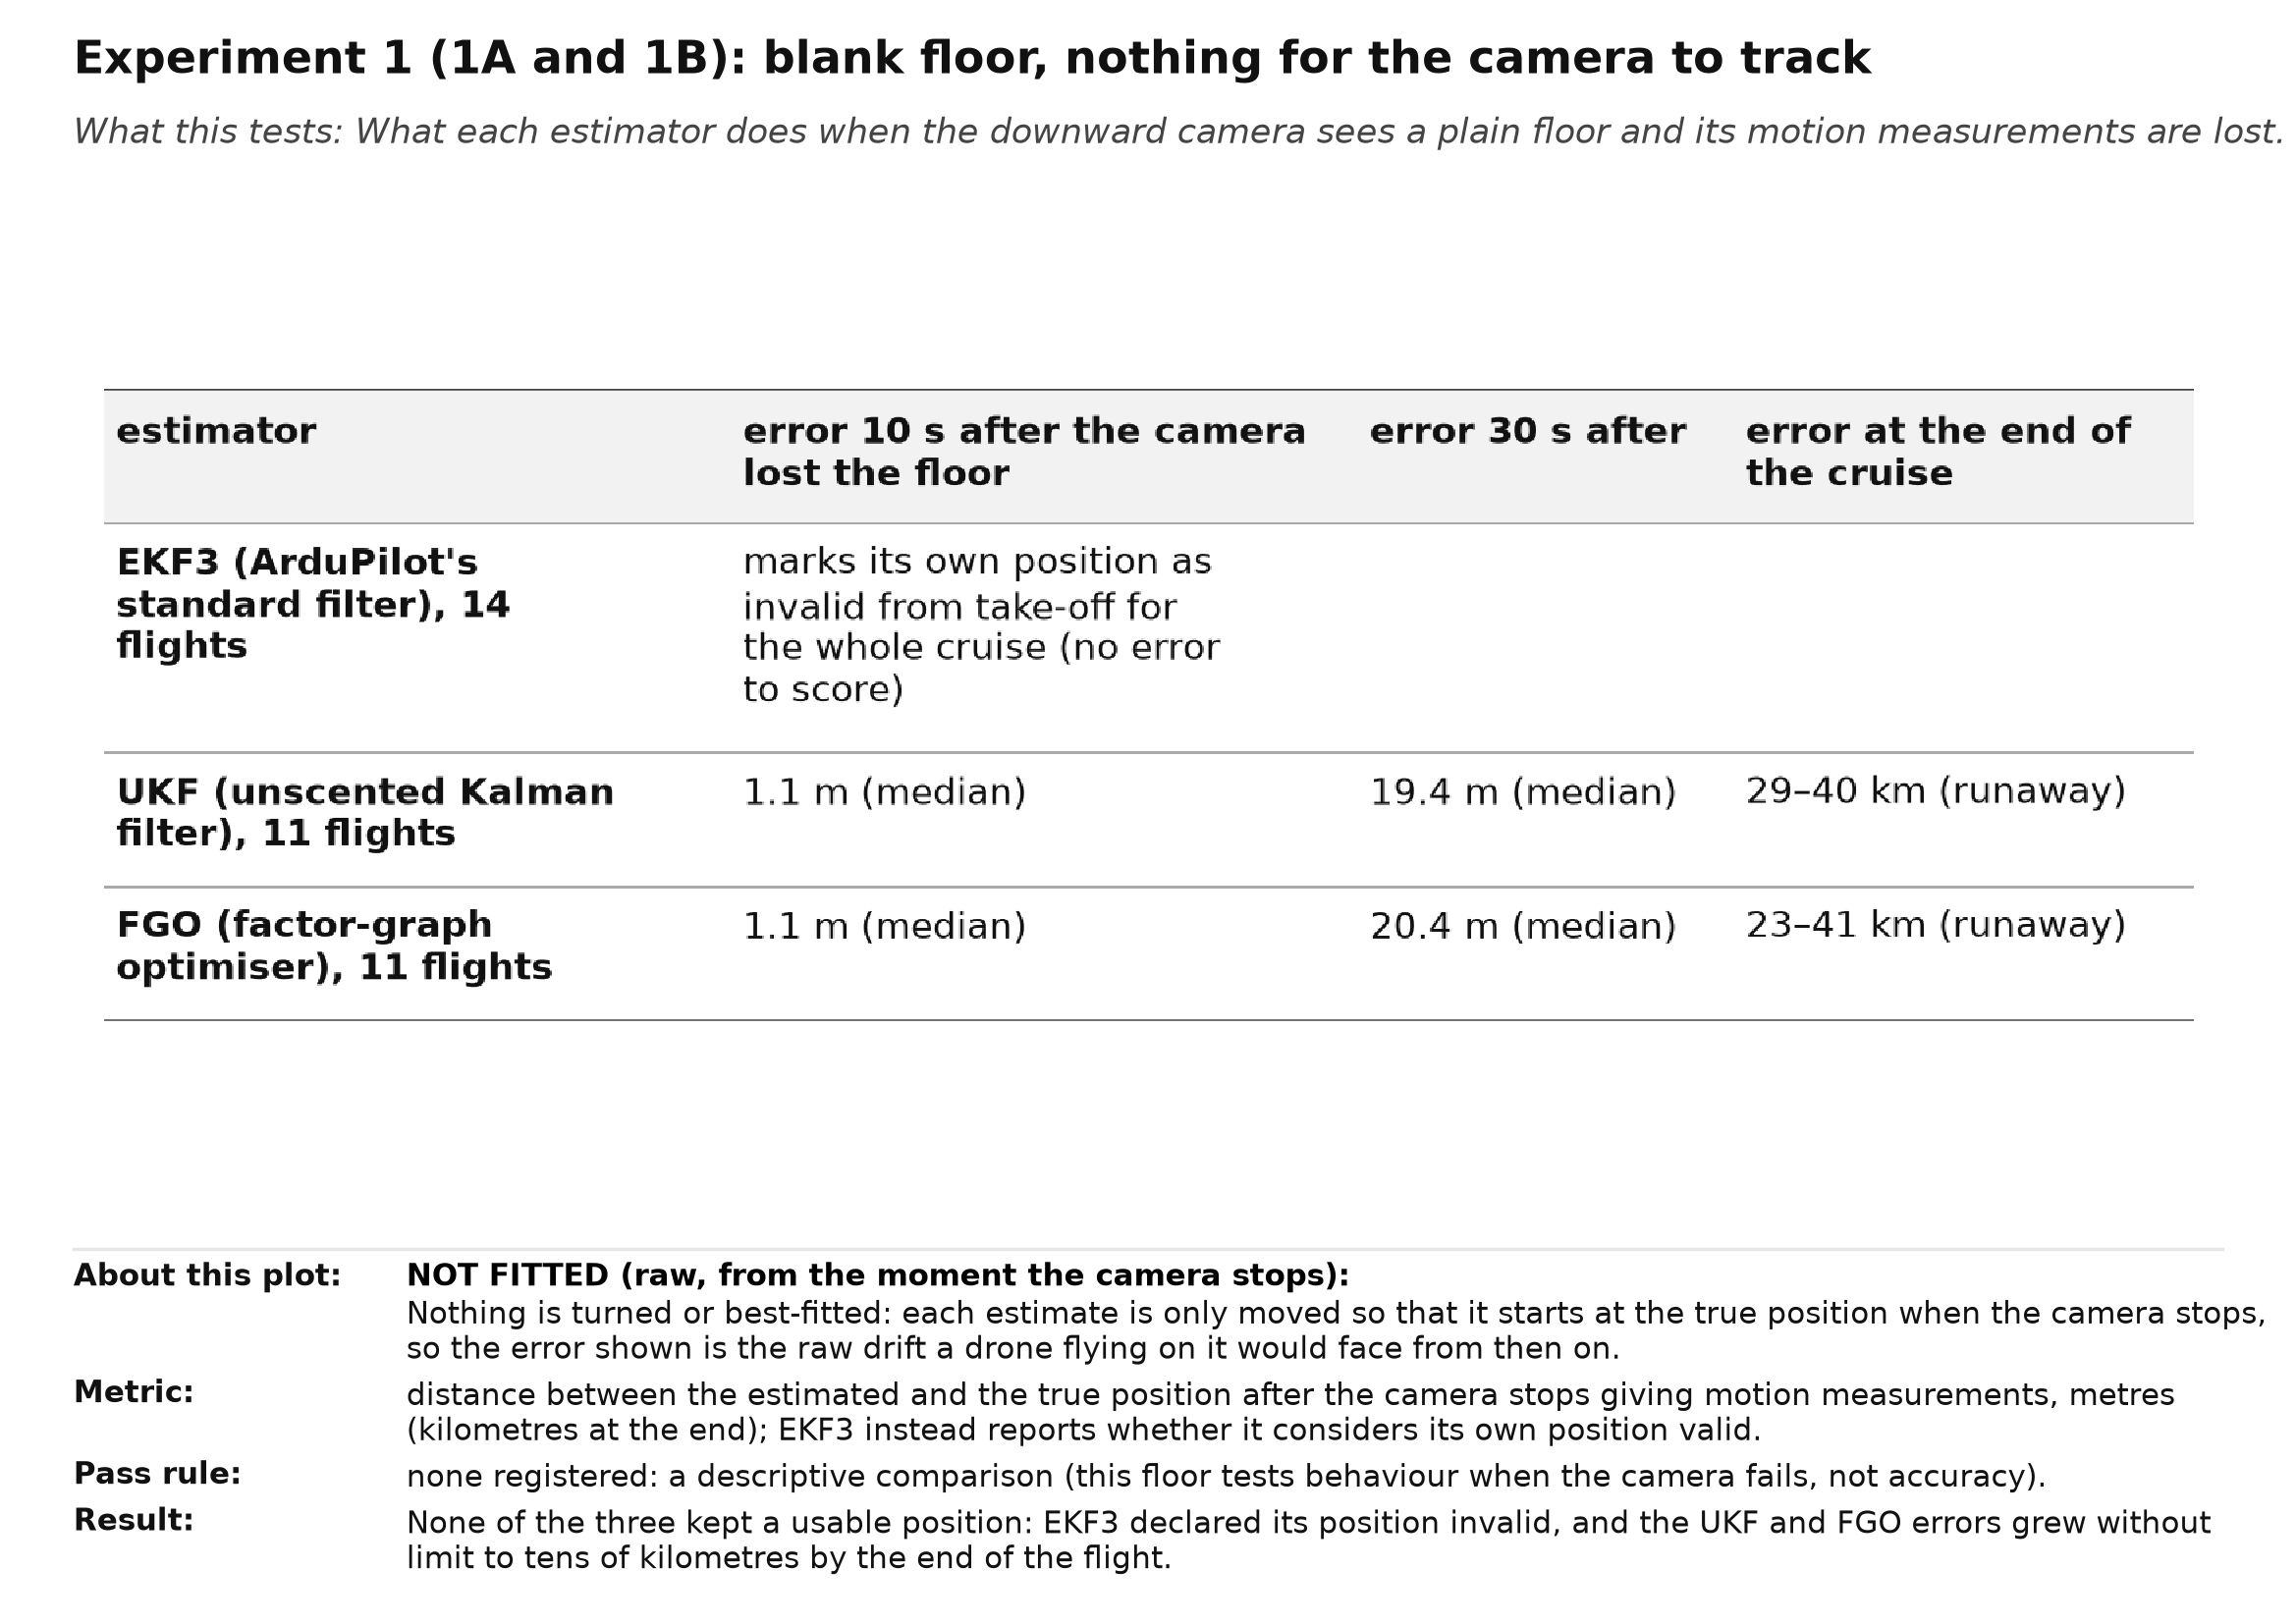 Experiment 1 (1A and 1B): blank floor, nothing for the camera to track
What this tests: What each estimator does when the downward camera sees a plain floor and its motion measurements are lost.
estimator
error 10 s after the camera
lost the floor
error 30 s after
error at the end of
the cruise
EKF3 (ArduPilot's
standard filter), 14
flights
marks its own position as
invalid from take-off for
the whole cruise (no error
to score)
UKF (unscented Kalman
filter), 11 flights
1.1 m (median)
19.4 m (median)
29–40 km (runaway)
FGO (factor-graph
optimiser), 11 flights
1.1 m (median)
20.4 m (median)
23–41 km (runaway)
About this plot:
NOT FITTED (raw, from the moment the camera stops):
Nothing is turned or best-fitted: each estimate is only moved so that it starts at the true position when the camera stops,
so the error shown is the raw drift a drone flying on it would face from then on.
Metric:
distance between the estimated and the true position after the camera stops giving motion measurements, metres
(kilometres at the end); EKF3 instead reports whether it considers its own position valid.
Pass rule:
none registered: a descriptive comparison (this floor tests behaviour when the camera fails, not accuracy).
Result:
None of the three kept a usable position: EKF3 declared its position invalid, and the UKF and FGO errors grew without
limit to tens of kilometres by the end of the flight.